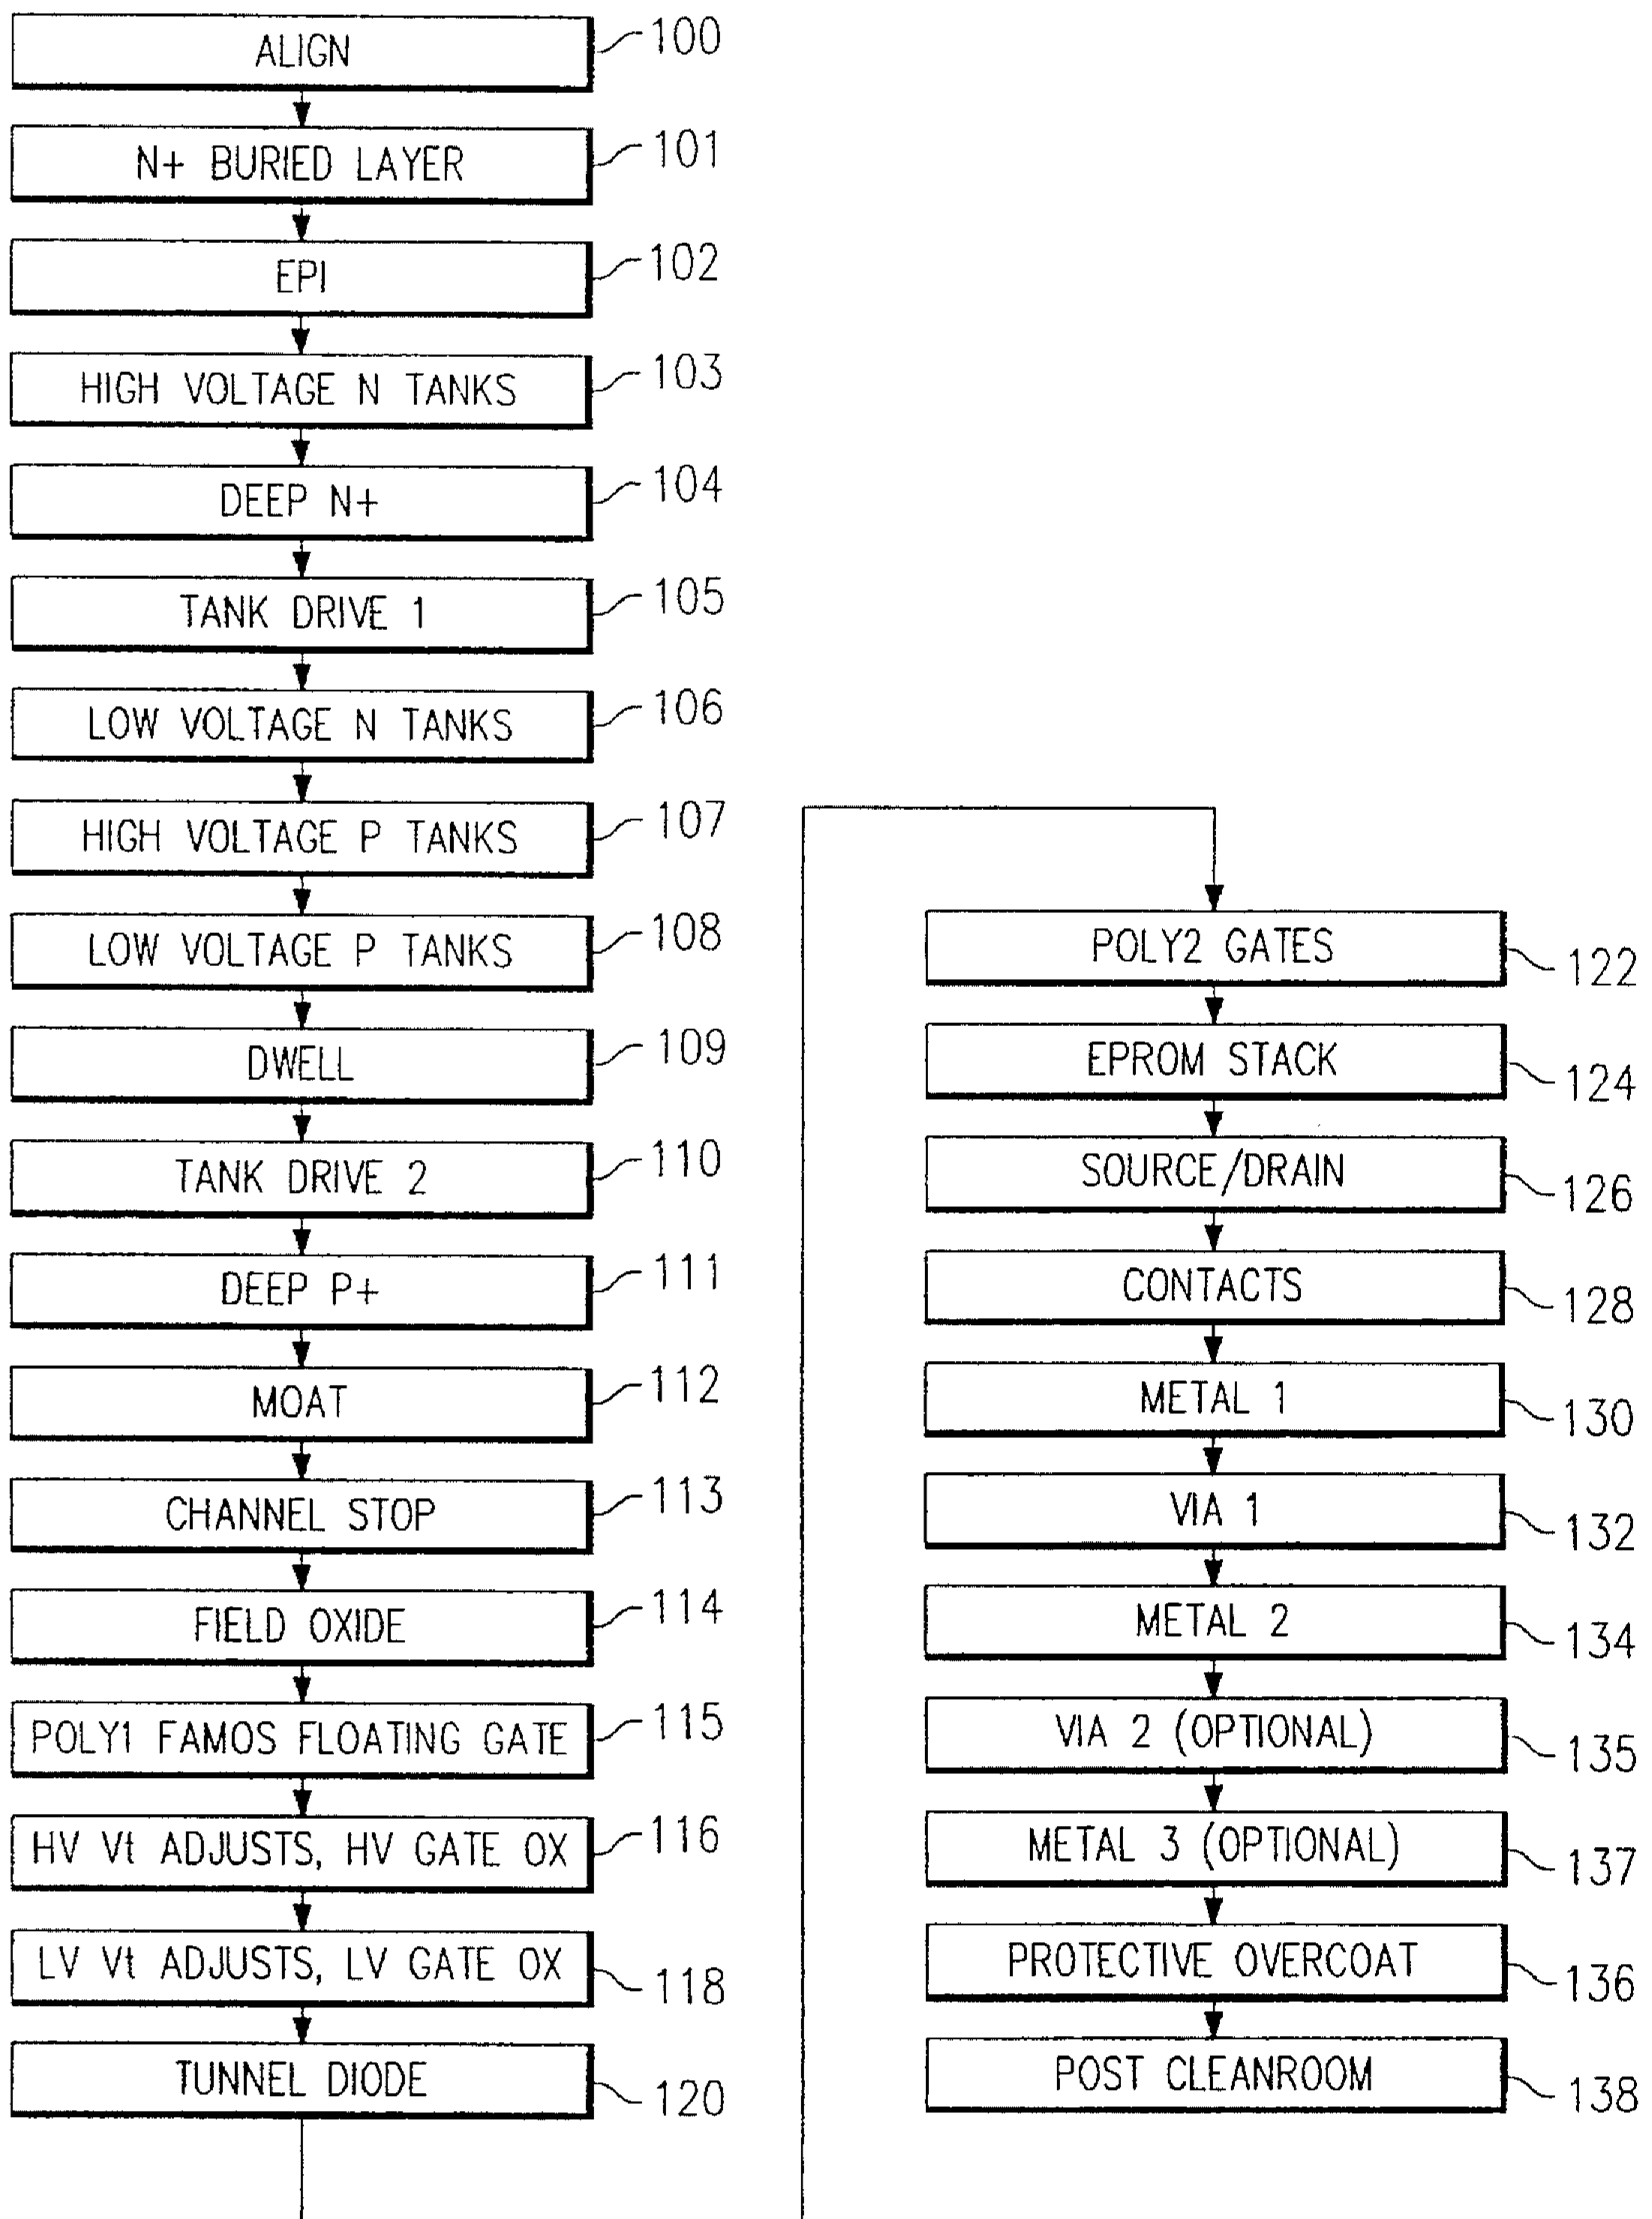 ALIGN 100
N+ BURIED LAYER 101
EPI 102
HIGH VOLTAGE N TANKS 103
DEEP N+ 104
TANK DRIVE 1 105
LOW VOLTAGE N TANKS 106
HIGH VOLTAGE P TANKS 107
LOW VOLTAGE P TANKS 108
DWELL 109
TANK DRIVE 2 110
DEEP P+ 111
MOAT 112
CHANNEL STOP 113
FIELD OXIDE 114
POLY1 FAMOS FLOATING GATE 115
HV Vt ADJUSTS, HV GATE OX 116
LV Vt ADJUSTS, LV GATE OX 118
TUNNEL DIODE 120
POLY2 GATES 122
EPROM STACK 124
SOURCE/DRAIN 126
CONTACTS 128
METAL 1 130
VIA 1 132
METAL 2 134
VIA 2 (OPTIONAL) 135
METAL 3 (OPTIONAL) 137
PROTECTIVE OVERCOAT 136
POST CLEANROOM 138